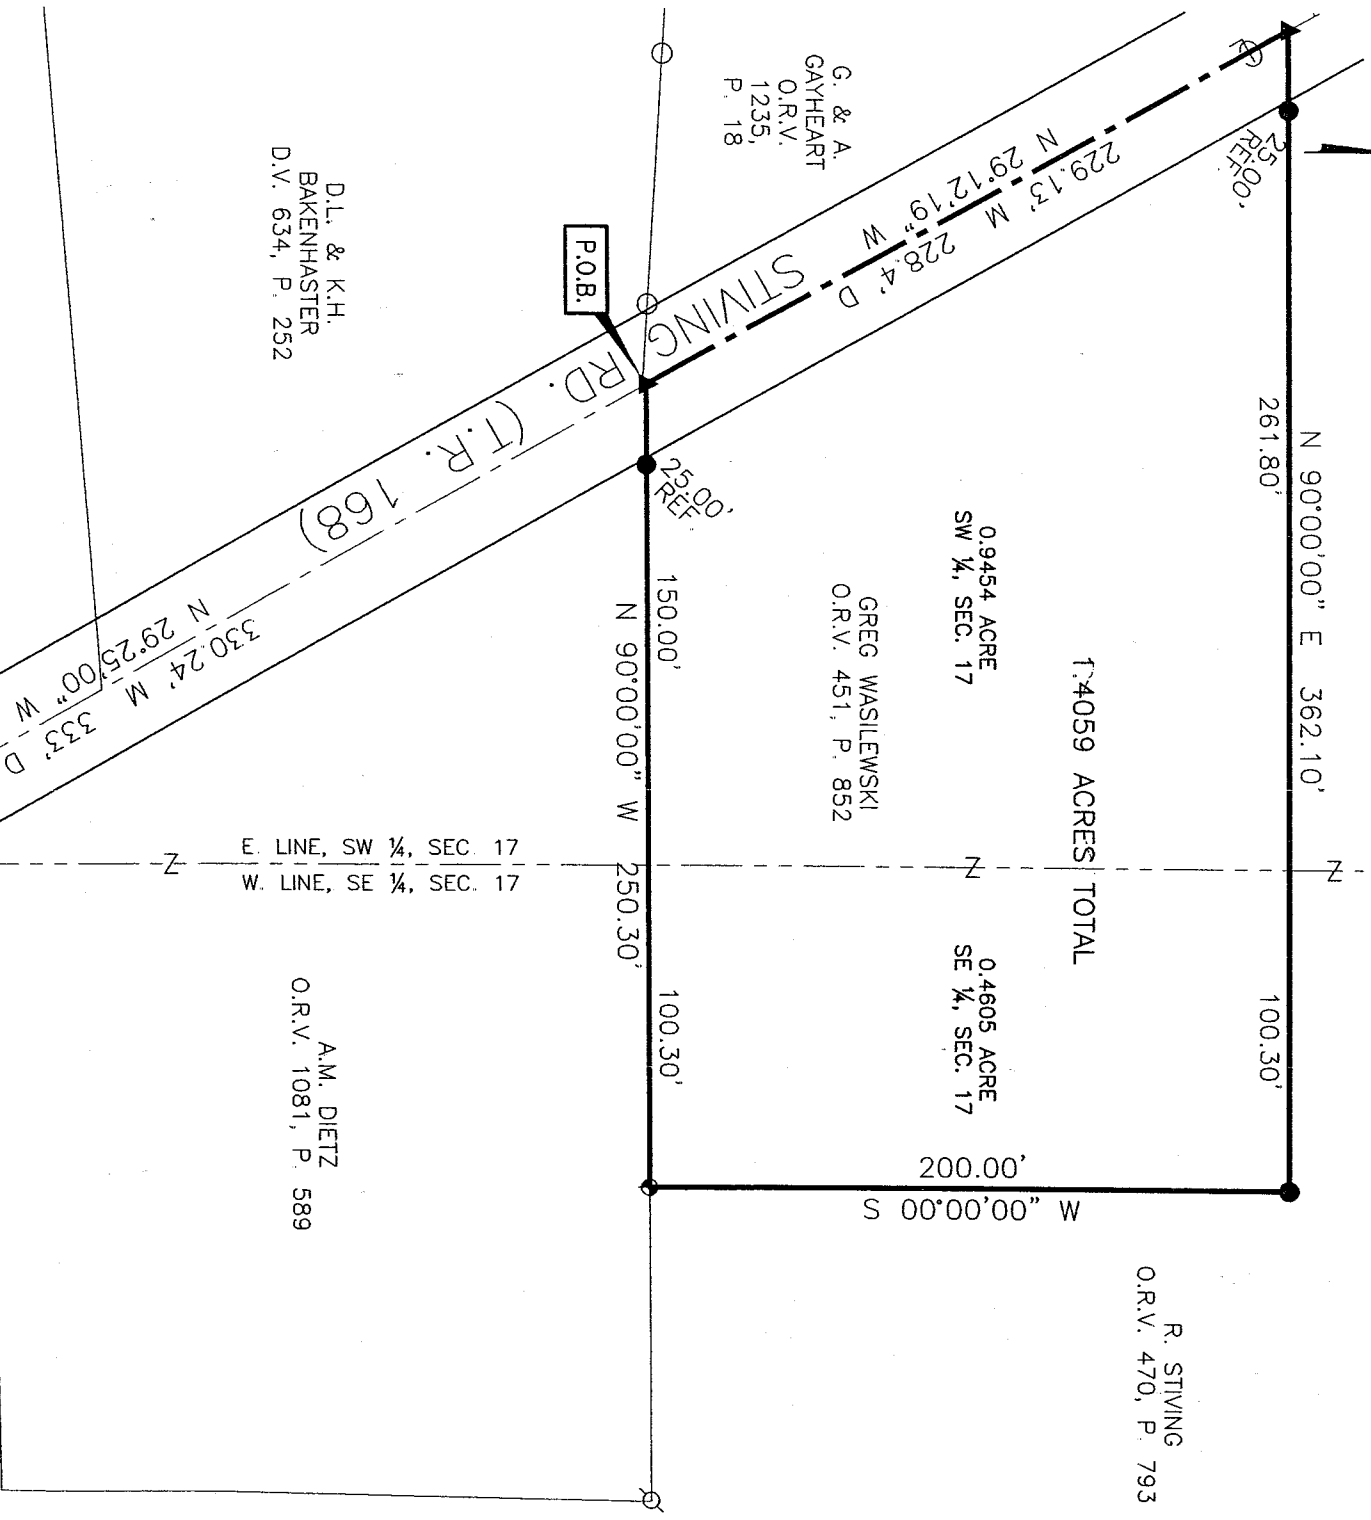 G. & A.
GAYHEART
O.R.V.
1235,
P. 18
D.L. & K.H.
BAKENHASTER
D.V. 634, P. 252
P.O.B.
25.00'
REF.
N 29°12'19" W
229.13' M 228.4' D
STIVING RD. (T.R. 168)
N 29°25'00" W
330.24' M 333' D
25.00'
REF.
N 90°00'00" E 362.10'
261.80'
100.30'
1.4059 ACRES TOTAL
0.9454 ACRE
SW ¼, SEC. 17
0.4605 ACRE
SE ¼, SEC. 17
GREG WASILEWSKI
O.R.V. 451, P. 852
150.00'
100.30'
N 90°00'00" W 250.30'
E. LINE, SW ¼, SEC. 17
W. LINE, SE ¼, SEC. 17
200.00'
S 00°00'00" W
A.M. DIETZ
O.R.V. 1081, P. 589
R. STIVING
O.R.V. 470, P. 793